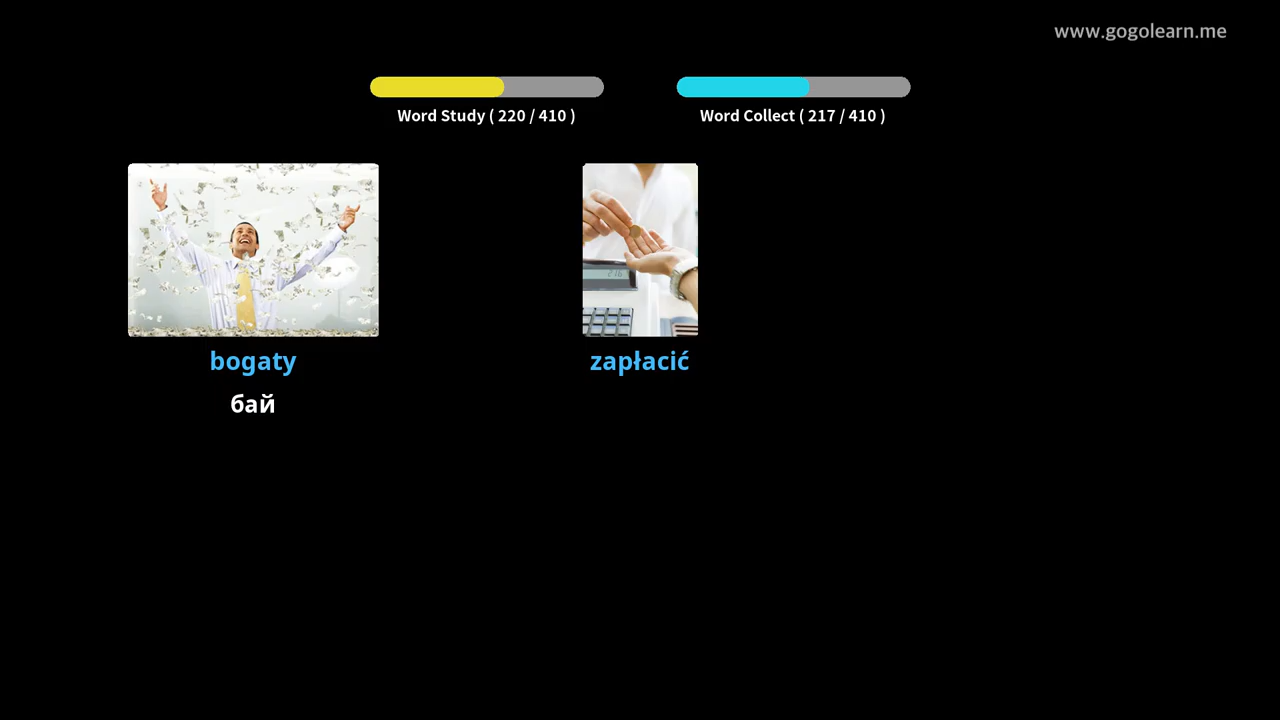 www.gogolearn.me
Word Study ( 220 / 410 )
Word Collect ( 217 / 410 )
bogaty
zapłacić
бай